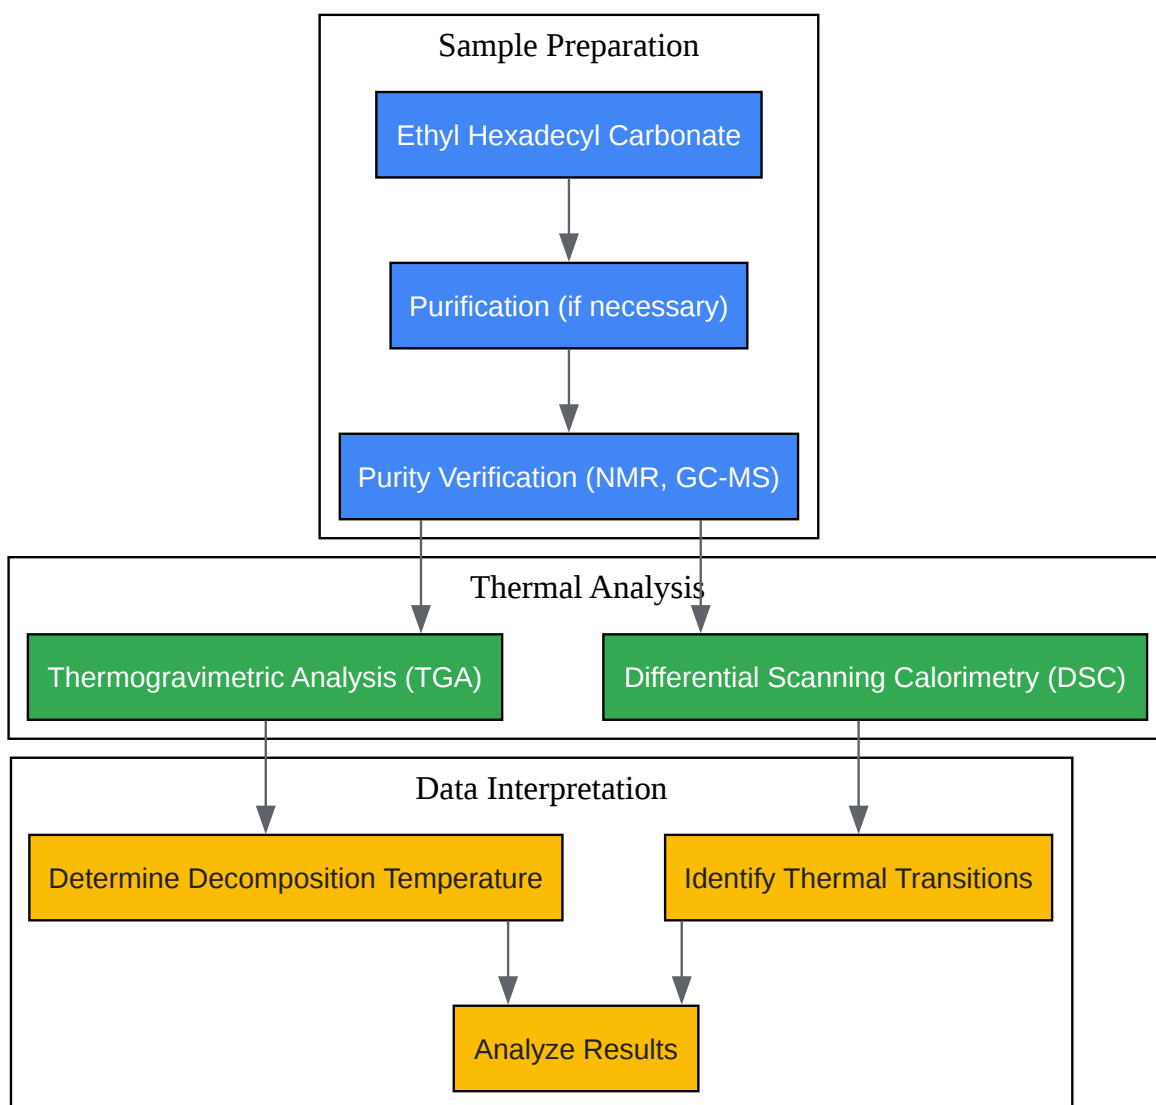 Sample Preparation
Ethyl Hexadecyl Carbonate
Purification (if necessary)
Purity Verification (NMR, GC-MS)
Thermal Analysis
Thermogravimetric Analysis (TGA)
Differential Scanning Calorimetry (DSC)
Data Interpretation
Determine Decomposition Temperature
Identify Thermal Transitions
Analyze Results